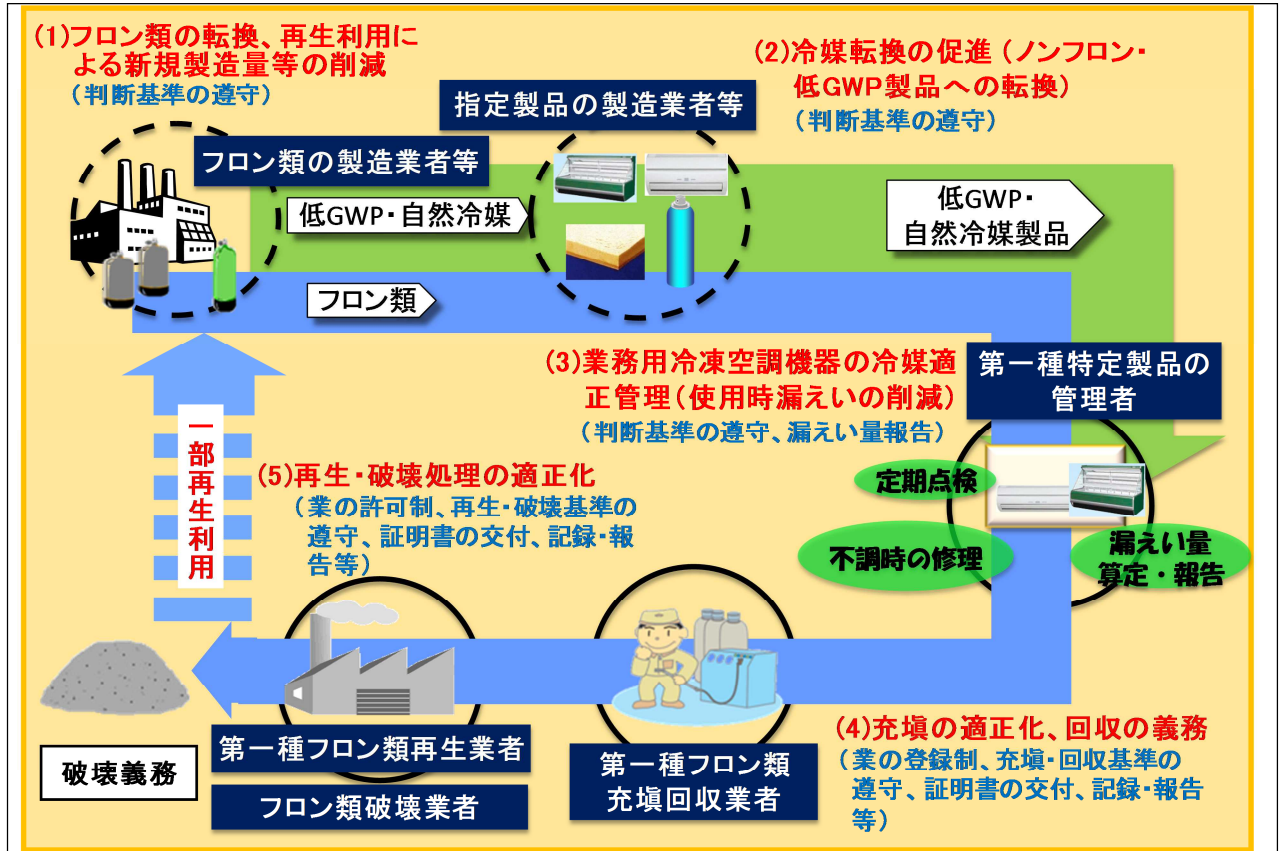 (1)フロン類の転換、再生利用に
よる新規製造量等の削減
(判断基準の遵守)
(2)冷媒転換の促進(ノンフロン・
低GWP製品への転換)
(判断基準の遵守)
指定製品の製造業者等
フロン類の製造業者等
低GWP・自然冷媒
低GWP・
自然冷媒製品
フロン類
(3)業務用冷凍空調機器の冷媒適
正管理(使用時漏えいの削減)
(判断基準の遵守、漏えい量報告)
第一種特定製品の
管理者
定期点検
不調時の修理
漏えい量
算定・報告
一部再生利用
(5)再生・破壊処理の適正化
(業の許可制、再生・破壊基準の
遵守、証明書の交付、記録・報
告等)
破壊義務
第一種フロン類再生業者
フロン類破壊業者
第一種フロン類
充塡回収業者
(4)充塡の適正化、回収の義務
(業の登録制、充塡・回収基準の
遵守、証明書の交付、記録・報告
等)